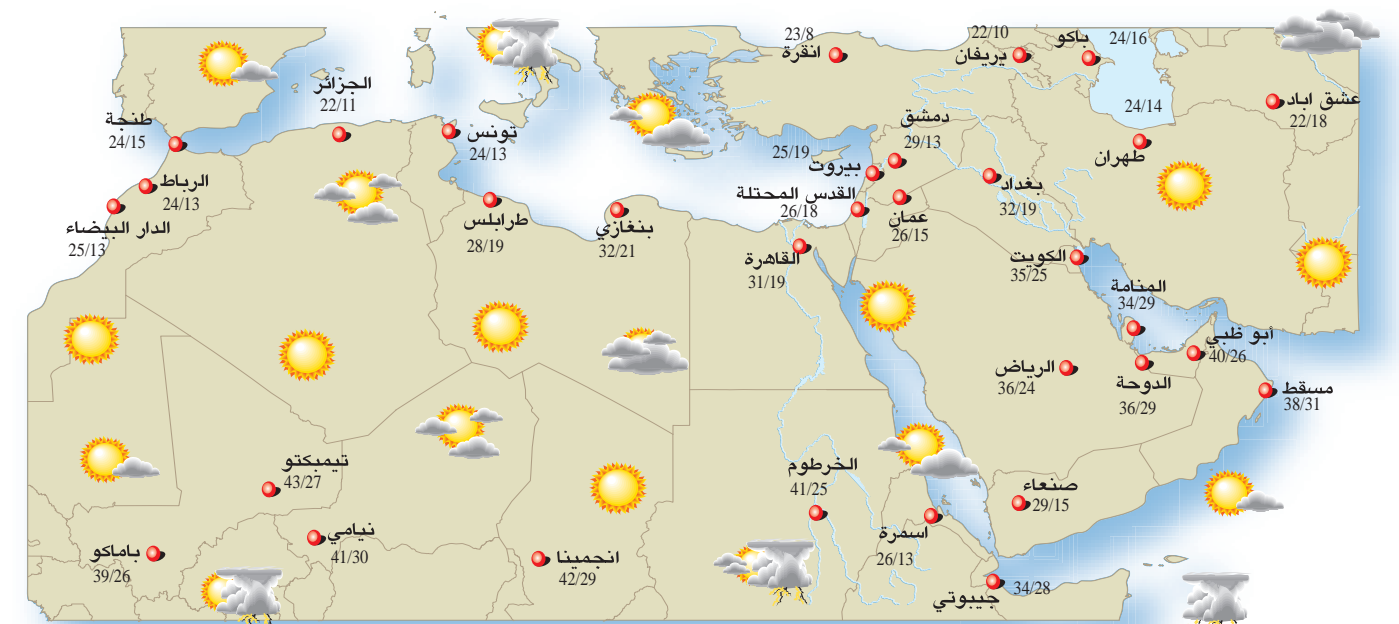 23/8
انقرة
22/10
يريفان
باكو
24/16
24/14
عشق اباد
22/18
الجزائر
22/11
طنجة
24/15
تونس
24/13
دمشق
29/13
طهران
25/19
بيروت
الرباط
24/13
القدس المحتلة
26/18
عمان
26/15
بغداد
32/19
الدار البيضاء
25/13
طرابلس
28/19
بنغازي
32/21
القاهرة
31/19
الكويت
35/25
المنامة
34/29
أبو ظبي
40/26
الرياض
36/24
الدوحة
36/29
مسقط
38/31
تيمبكتو
43/27
الخرطوم
41/25
صنعاء
29/15
باماكو
39/26
نيامي
41/30
انجمينا
42/29
اسمرة
26/13
34/28
جيبوتي